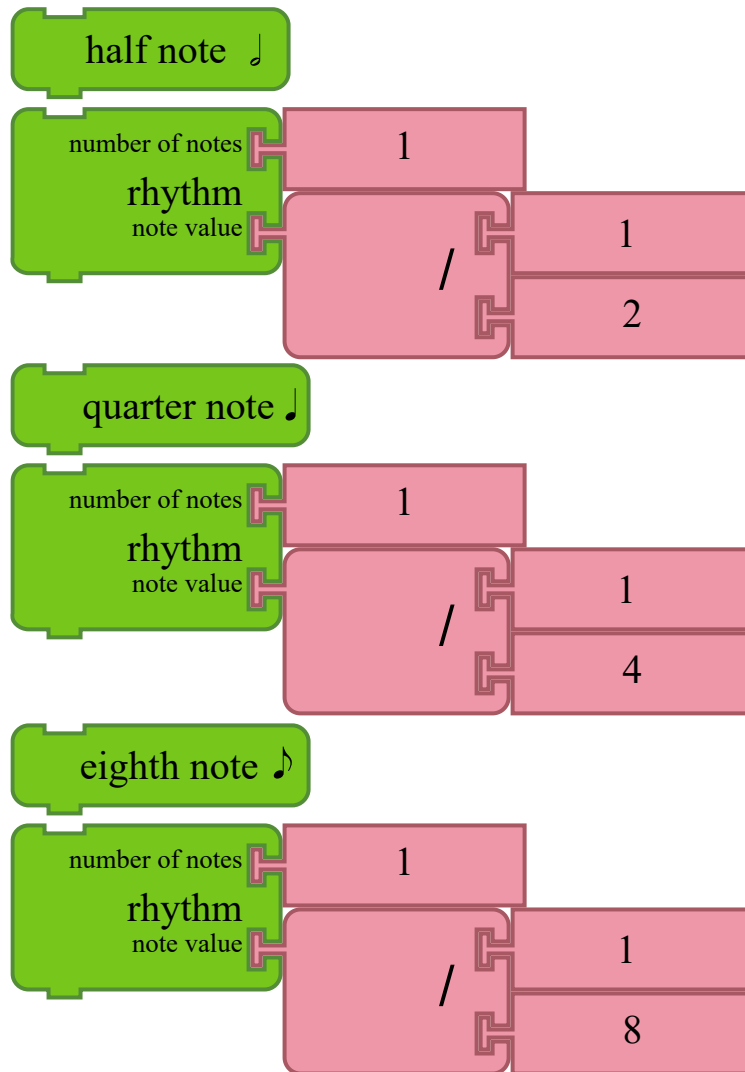 half note 𝅗𝅥
number of notes 1
rhythm
note value / 1
2
quarter note ♩
number of notes 1
rhythm
note value / 1
4
eighth note ♪
number of notes 1
rhythm
note value / 1
8